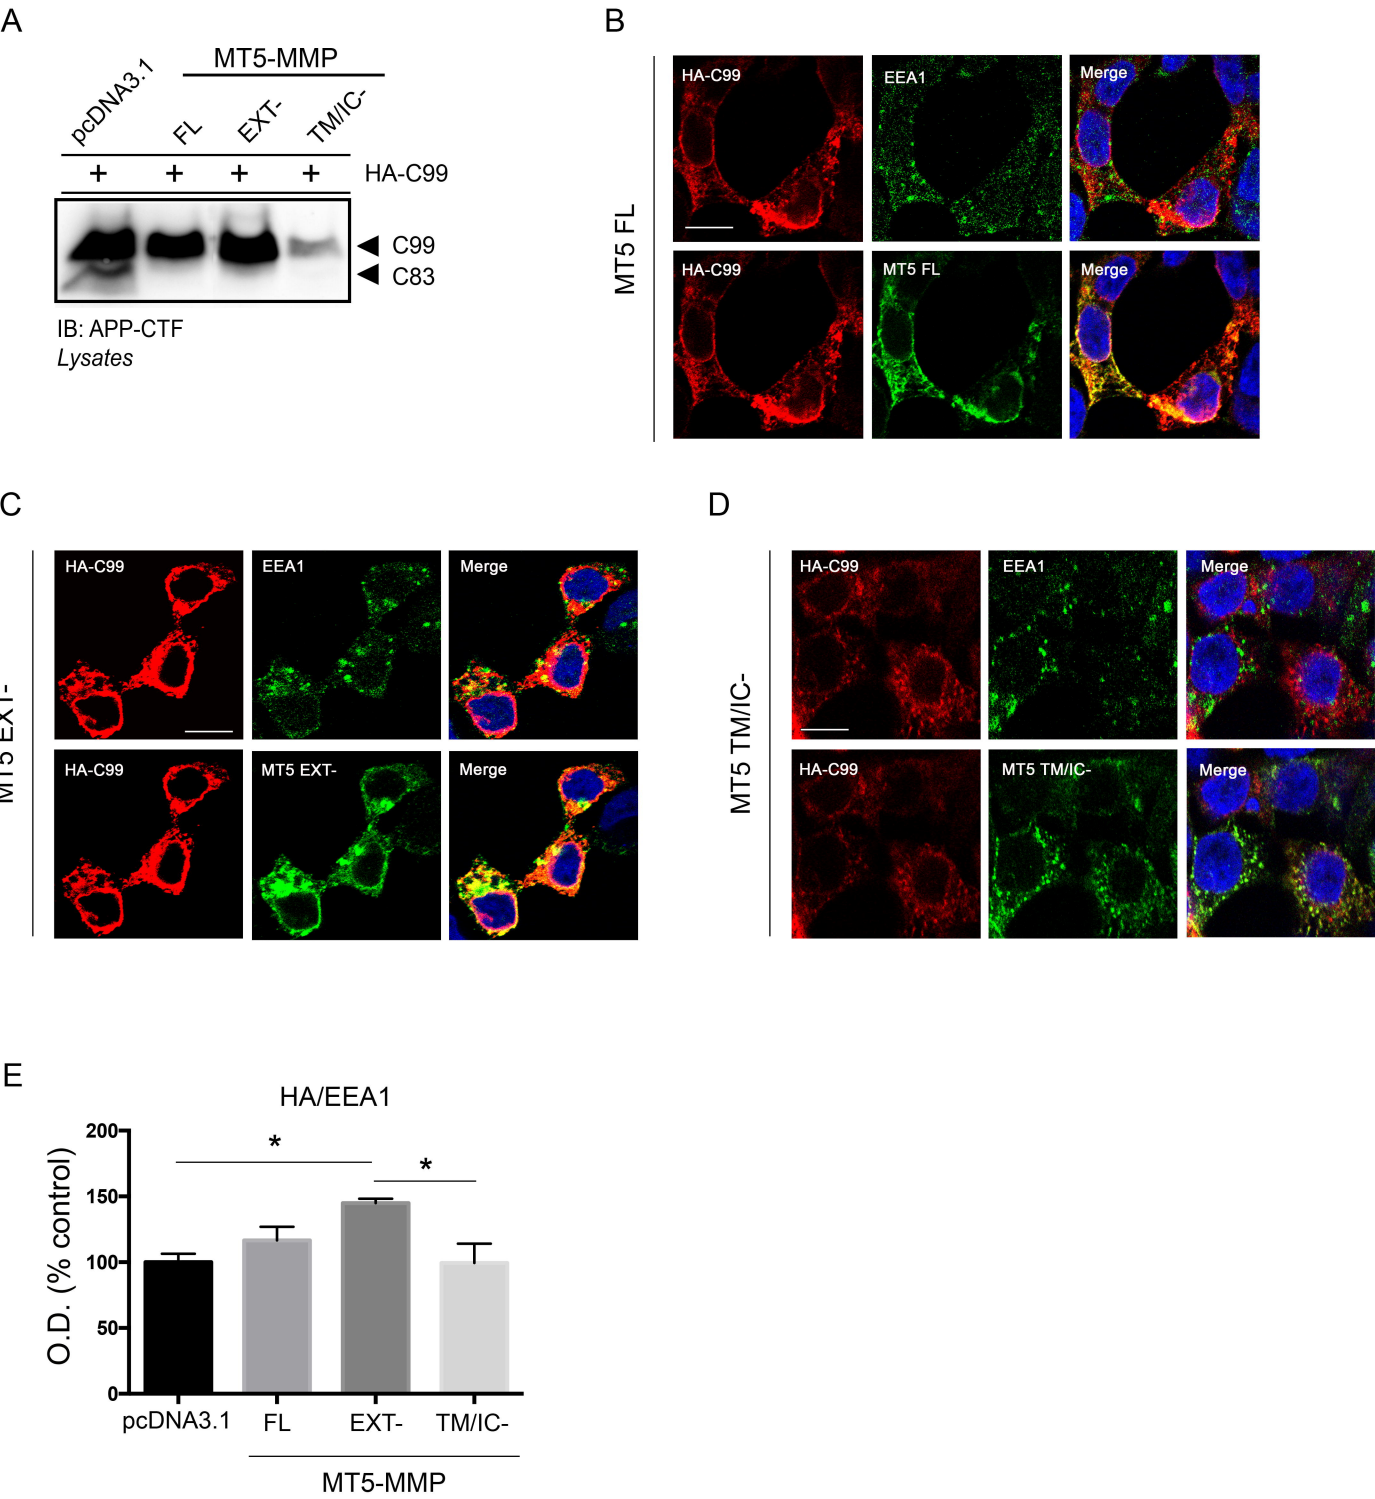 A
MT5-MMP
pcDNA3.1
FL
EXT-
TM/IC-
+ + + + HA-C99
C99
C83
IB: APP-CTF
Lysates
B
MT5 FL
HA-C99
EEA1
Merge
HA-C99
MT5 FL
Merge
C
MT5 EXT-
HA-C99
EEA1
Merge
HA-C99
MT5 EXT-
Merge
D
MT5 TM/IC-
HA-C99
EEA1
Merge
HA-C99
MT5 TM/IC-
Merge
E
HA/EEA1
O.D. (% control)
200
150
100
50
0
*
*
pcDNA3.1 FL EXT- TM/IC-
MT5-MMP